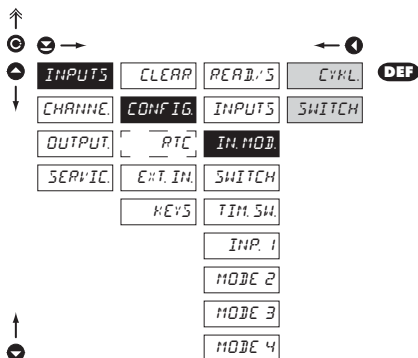 INPUTS CLEAR READ./S CYKL. DEF
CHANNE. CONFIG. INPUTS SWITCH
OUTPUT. RTC IN. MOD.
SERVIC. EXT. IN. SWITCH
KEYS TIM. SW.
INP. 1
MODE 2
MODE 3
MODE 4